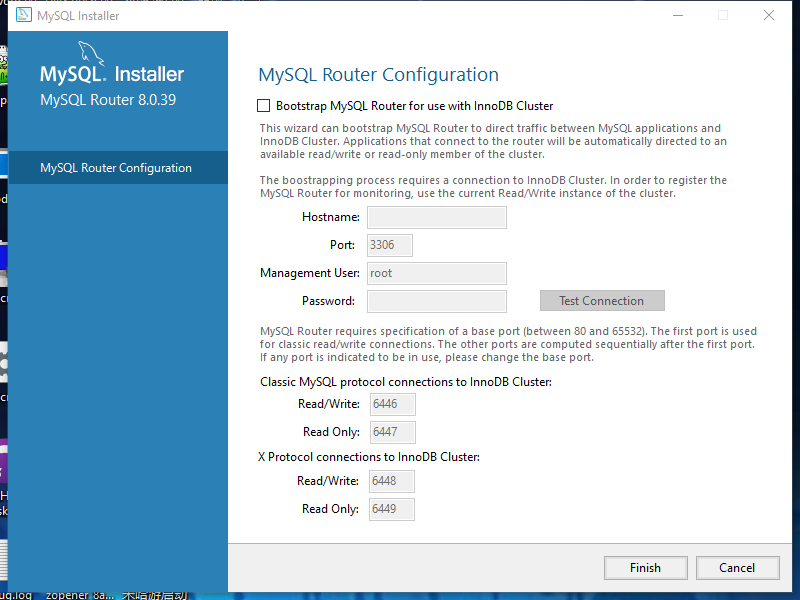 MySQL Installer
MySQL. Installer
MySQL Router 8.0.39
MySQL Router Configuration
MySQL Router Configuration
Bootstrap MySQL Router for use with InnoDB Cluster
This wizard can bootstrap MySQL Router to direct traffic between MySQL applications and
InnoDB Cluster. Applications that connect to the router will be automatically directed to an
available read/write or read-only member of the cluster.
The boostrapping process requires a connection to InnoDB Cluster. In order to register the
MySQL Router for monitoring, use the current Read/Write instance of the cluster.
Hostname:
Port: 3306
Management User: root
Password: Test Connection
MySQL Router requires specification of a base port (between 80 and 65532). The first port is used
for classic read/write connections. The other ports are computed sequentially after the first port.
If any port is indicated to be in use, please change the base port.
Classic MySQL protocol connections to InnoDB Cluster:
Read/Write: 6446
Read Only: 6447
X Protocol connections to InnoDB Cluster:
Read/Write: 6448
Read Only: 6449
Finish Cancel
ug.log zopener_8a... 米哈游启动